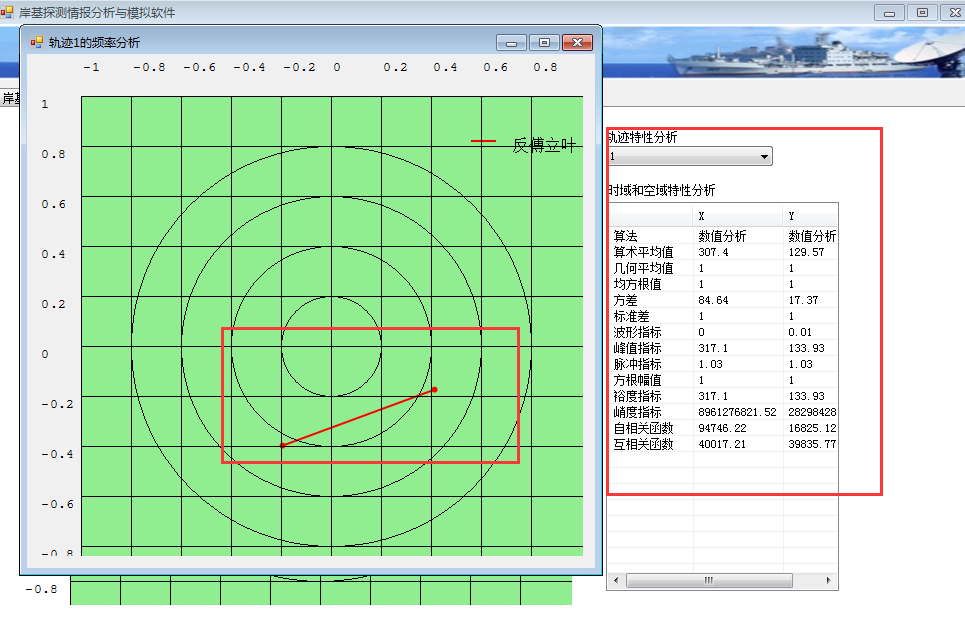 岸基探测情报分析与模拟软件
轨迹1的频率分析
-1 -0.8 -0.6 -0.4 -0.2 0 0.2 0.4 0.6 0.8
岸基
1
反傅立叶
0.8
0.6
0.4
0.2
0
-0.2
-0.4
-0.6
-0.8
-0.8
轨迹特性分析
1
时域和空域特性分析
X Y
算法 数值分析 数值分析
算术平均值 307.4 129.57
几何平均值 1 1
均方根值 1 1
方差 84.64 17.37
标准差 1 1
波形指标 0 0.01
峰值指标 317.1 133.93
脉冲指标 1.03 1.03
方根幅值 1 1
裕度指标 317.1 133.93
峭度指标 8961276821.52 28298428
自相关函数 94746.22 16825.12
互相关函数 40017.21 39835.77